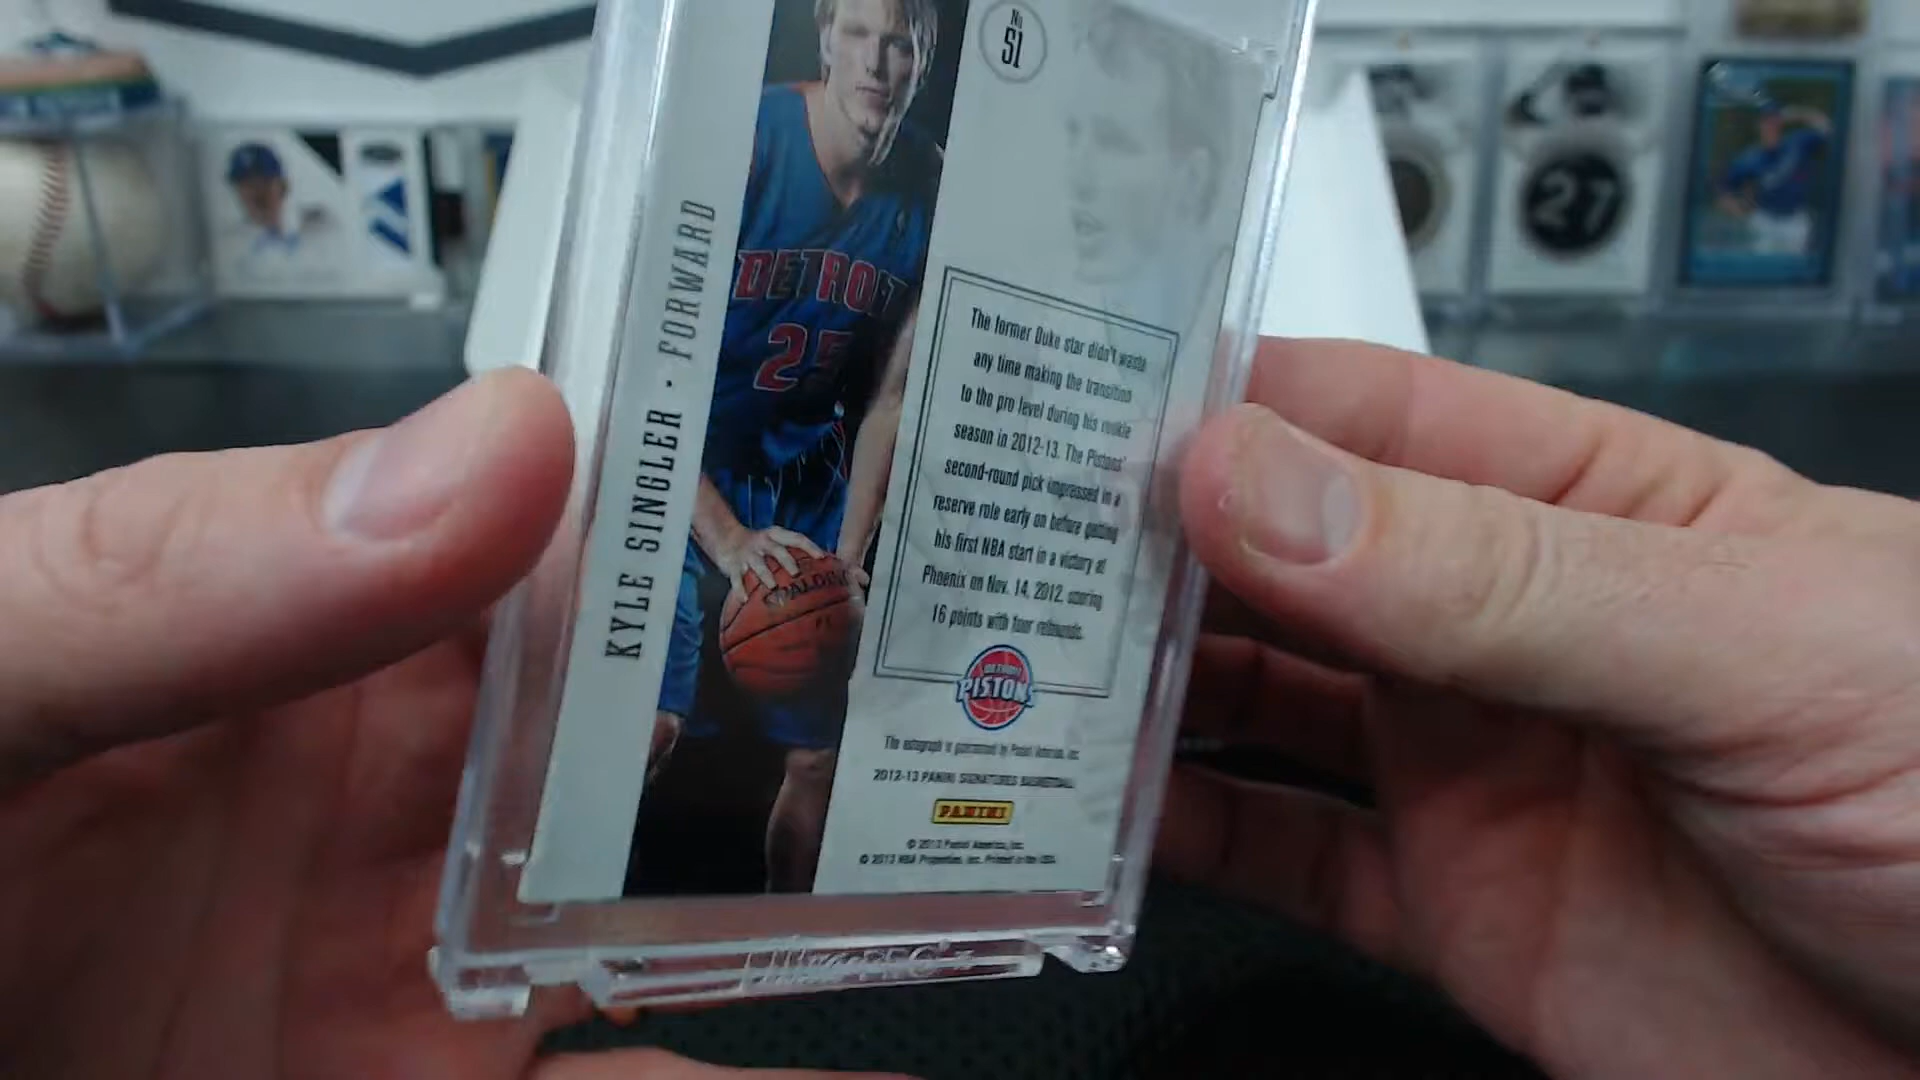 No
51
KYLE SINGLER · FORWARD
DETROIT
25
SPALDING
The former Duke star didn't waste
any time making the transition
to the pro level during his rookie
season in 2012-13. The Pistons'
second-round pick impressed in a
reserve role early on before getting
his first NBA start in a victory at
Phoenix on Nov. 14, 2012, scoring
16 points with four rebounds.
DETROIT
PISTONS
The autograph is guaranteed by Panini America, Inc.
2012-13 PANINI SIGNATURES BASKETBALL
PANINI
© 2013 Panini America, Inc.
© 2013 NBA Properties, Inc. Printed in the USA
27